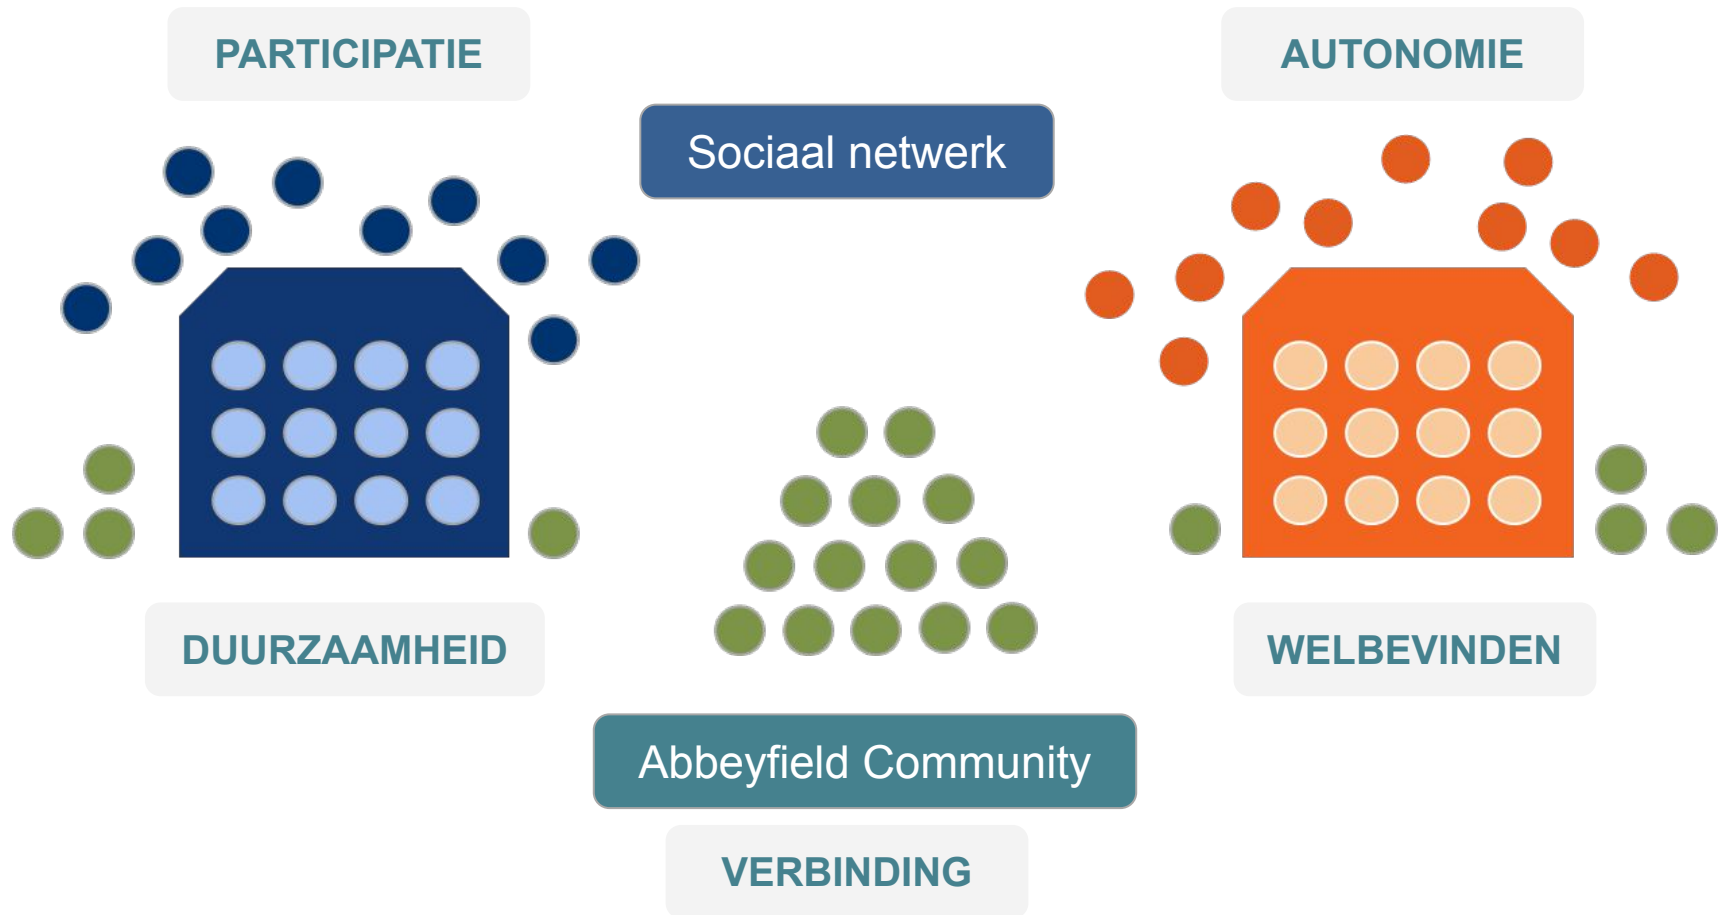 PARTICIPATIE
AUTONOMIE
Sociaal netwerk
DUURZAAMHEID
WELBEVINDEN
Abbeyfield Community
VERBINDING